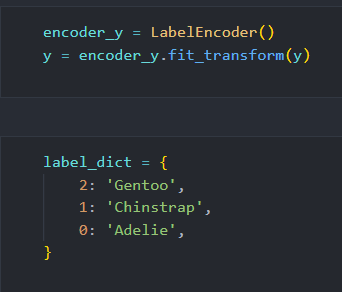 encoder_y = LabelEncoder()
y = encoder_y.fit_transform(y)
label_dict = {
2: 'Gentoo',
1: 'Chinstrap',
0: 'Adelie',
}